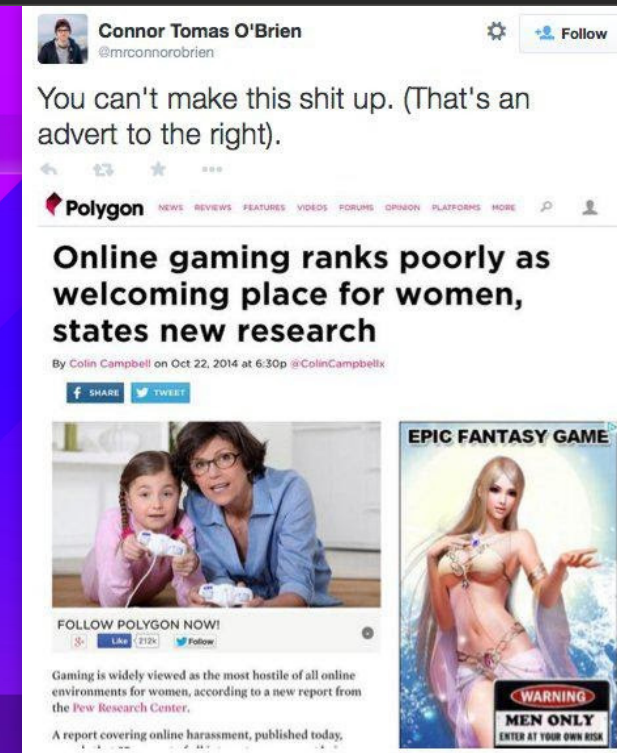 Connor Tomas O'Brien
@mrconnorobrien
Follow
You can't make this shit up. (That's an
advert to the right).
Polygon NEWS REVIEWS FEATURES VIDEOS FORUMS OPINION PLATFORMS MORE
Online gaming ranks poorly as
welcoming place for women,
states new research
By Colin Campbell on Oct 22, 2014 at 6:30p @ColinCampbellx
f SHARE TWEET
EPIC FANTASY GAME
FOLLOW POLYGON NOW!
8+ Like 212k Follow
Gaming is widely viewed as the most hostile of all online
environments for women, according to a new report from
the Pew Research Center.
A report covering online harassment, published today,
WARNING
MEN ONLY
ENTER AT YOUR OWN RISK